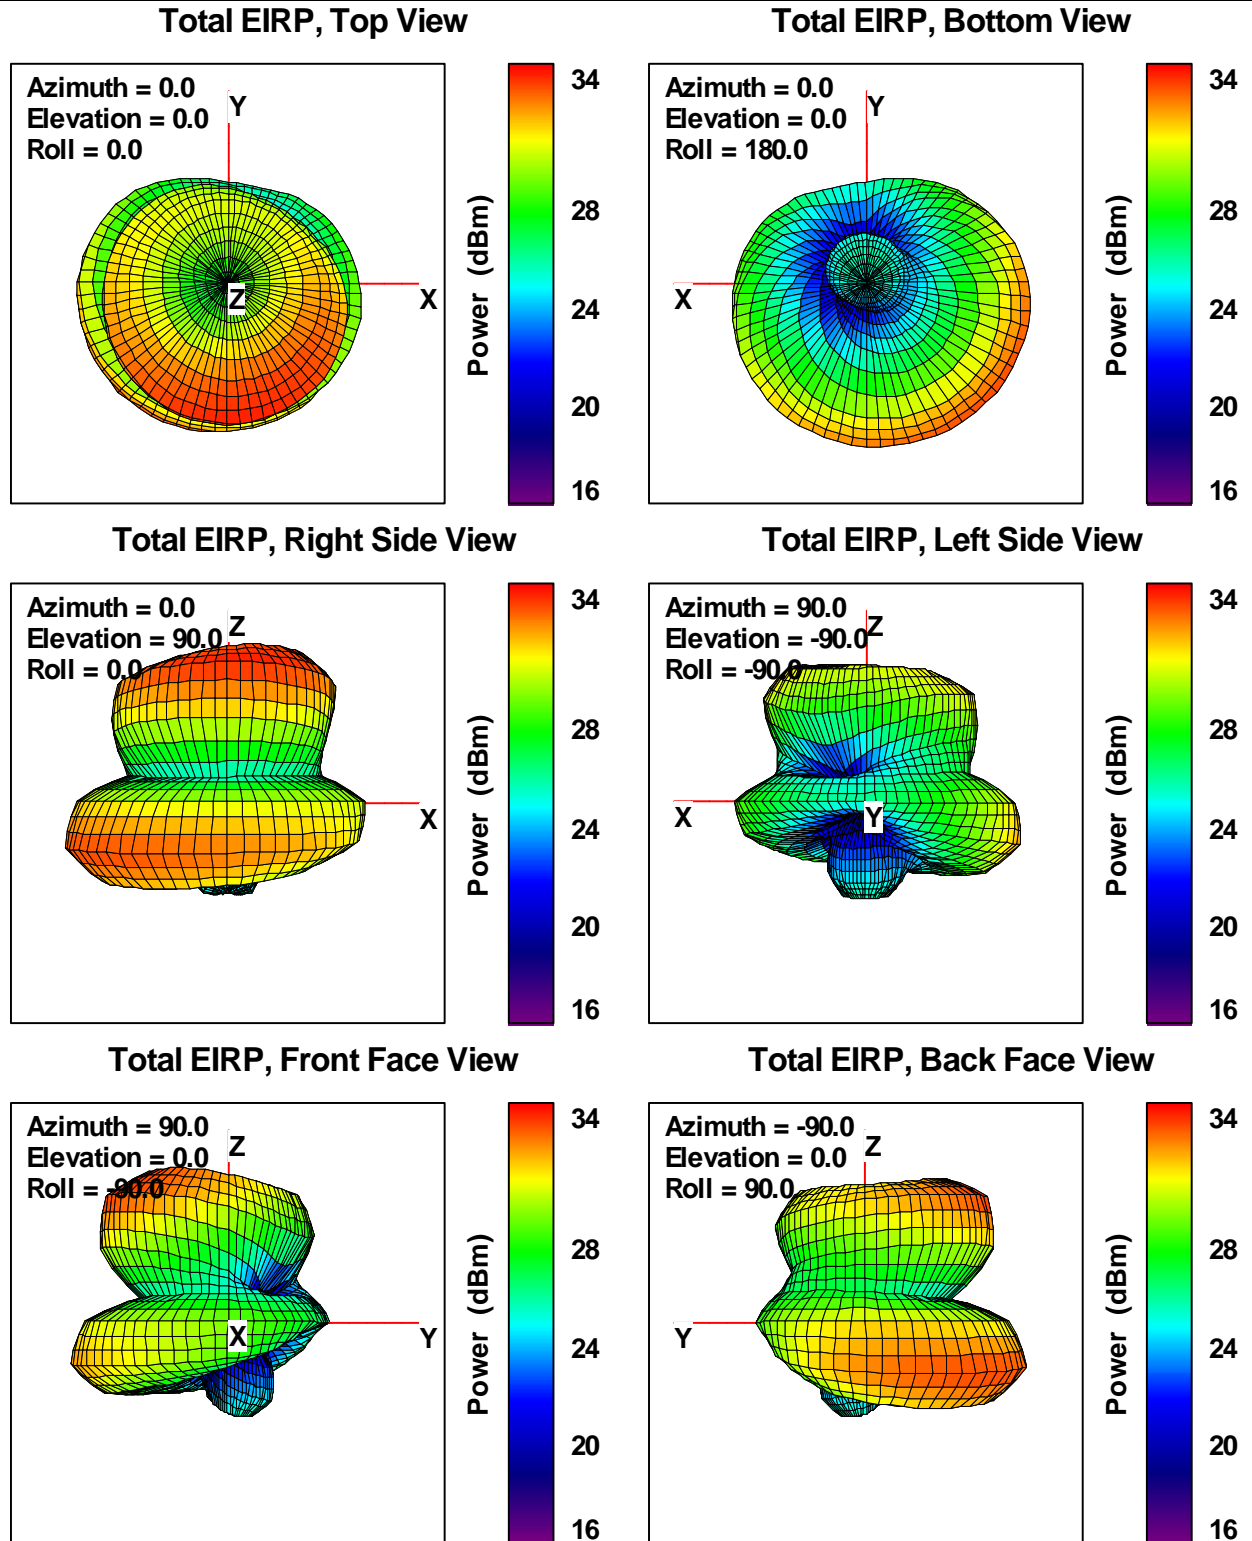 Total EIRP, Top View
Azimuth = 0.0
Elevation = 0.0
Roll = 0.0
Y
Z
X
Power (dBm)
34
28
24
20
16
Total EIRP, Bottom View
Azimuth = 0.0
Elevation = 0.0
Roll = 180.0
Y
X
Power (dBm)
34
28
24
20
16
Total EIRP, Right Side View
Azimuth = 0.0
Elevation = 90.0
Roll = 0.0
Z
X
Power (dBm)
34
28
24
20
16
Total EIRP, Left Side View
Azimuth = 90.0
Elevation = -90.0
Roll = -90.0
Z
X
Y
Power (dBm)
34
28
24
20
16
Total EIRP, Front Face View
Azimuth = 90.0
Elevation = 0.0
Roll = -90.0
Z
X
Y
Power (dBm)
34
28
24
20
16
Total EIRP, Back Face View
Azimuth = -90.0
Elevation = 0.0
Roll = 90.0
Z
Y
Power (dBm)
34
28
24
20
16